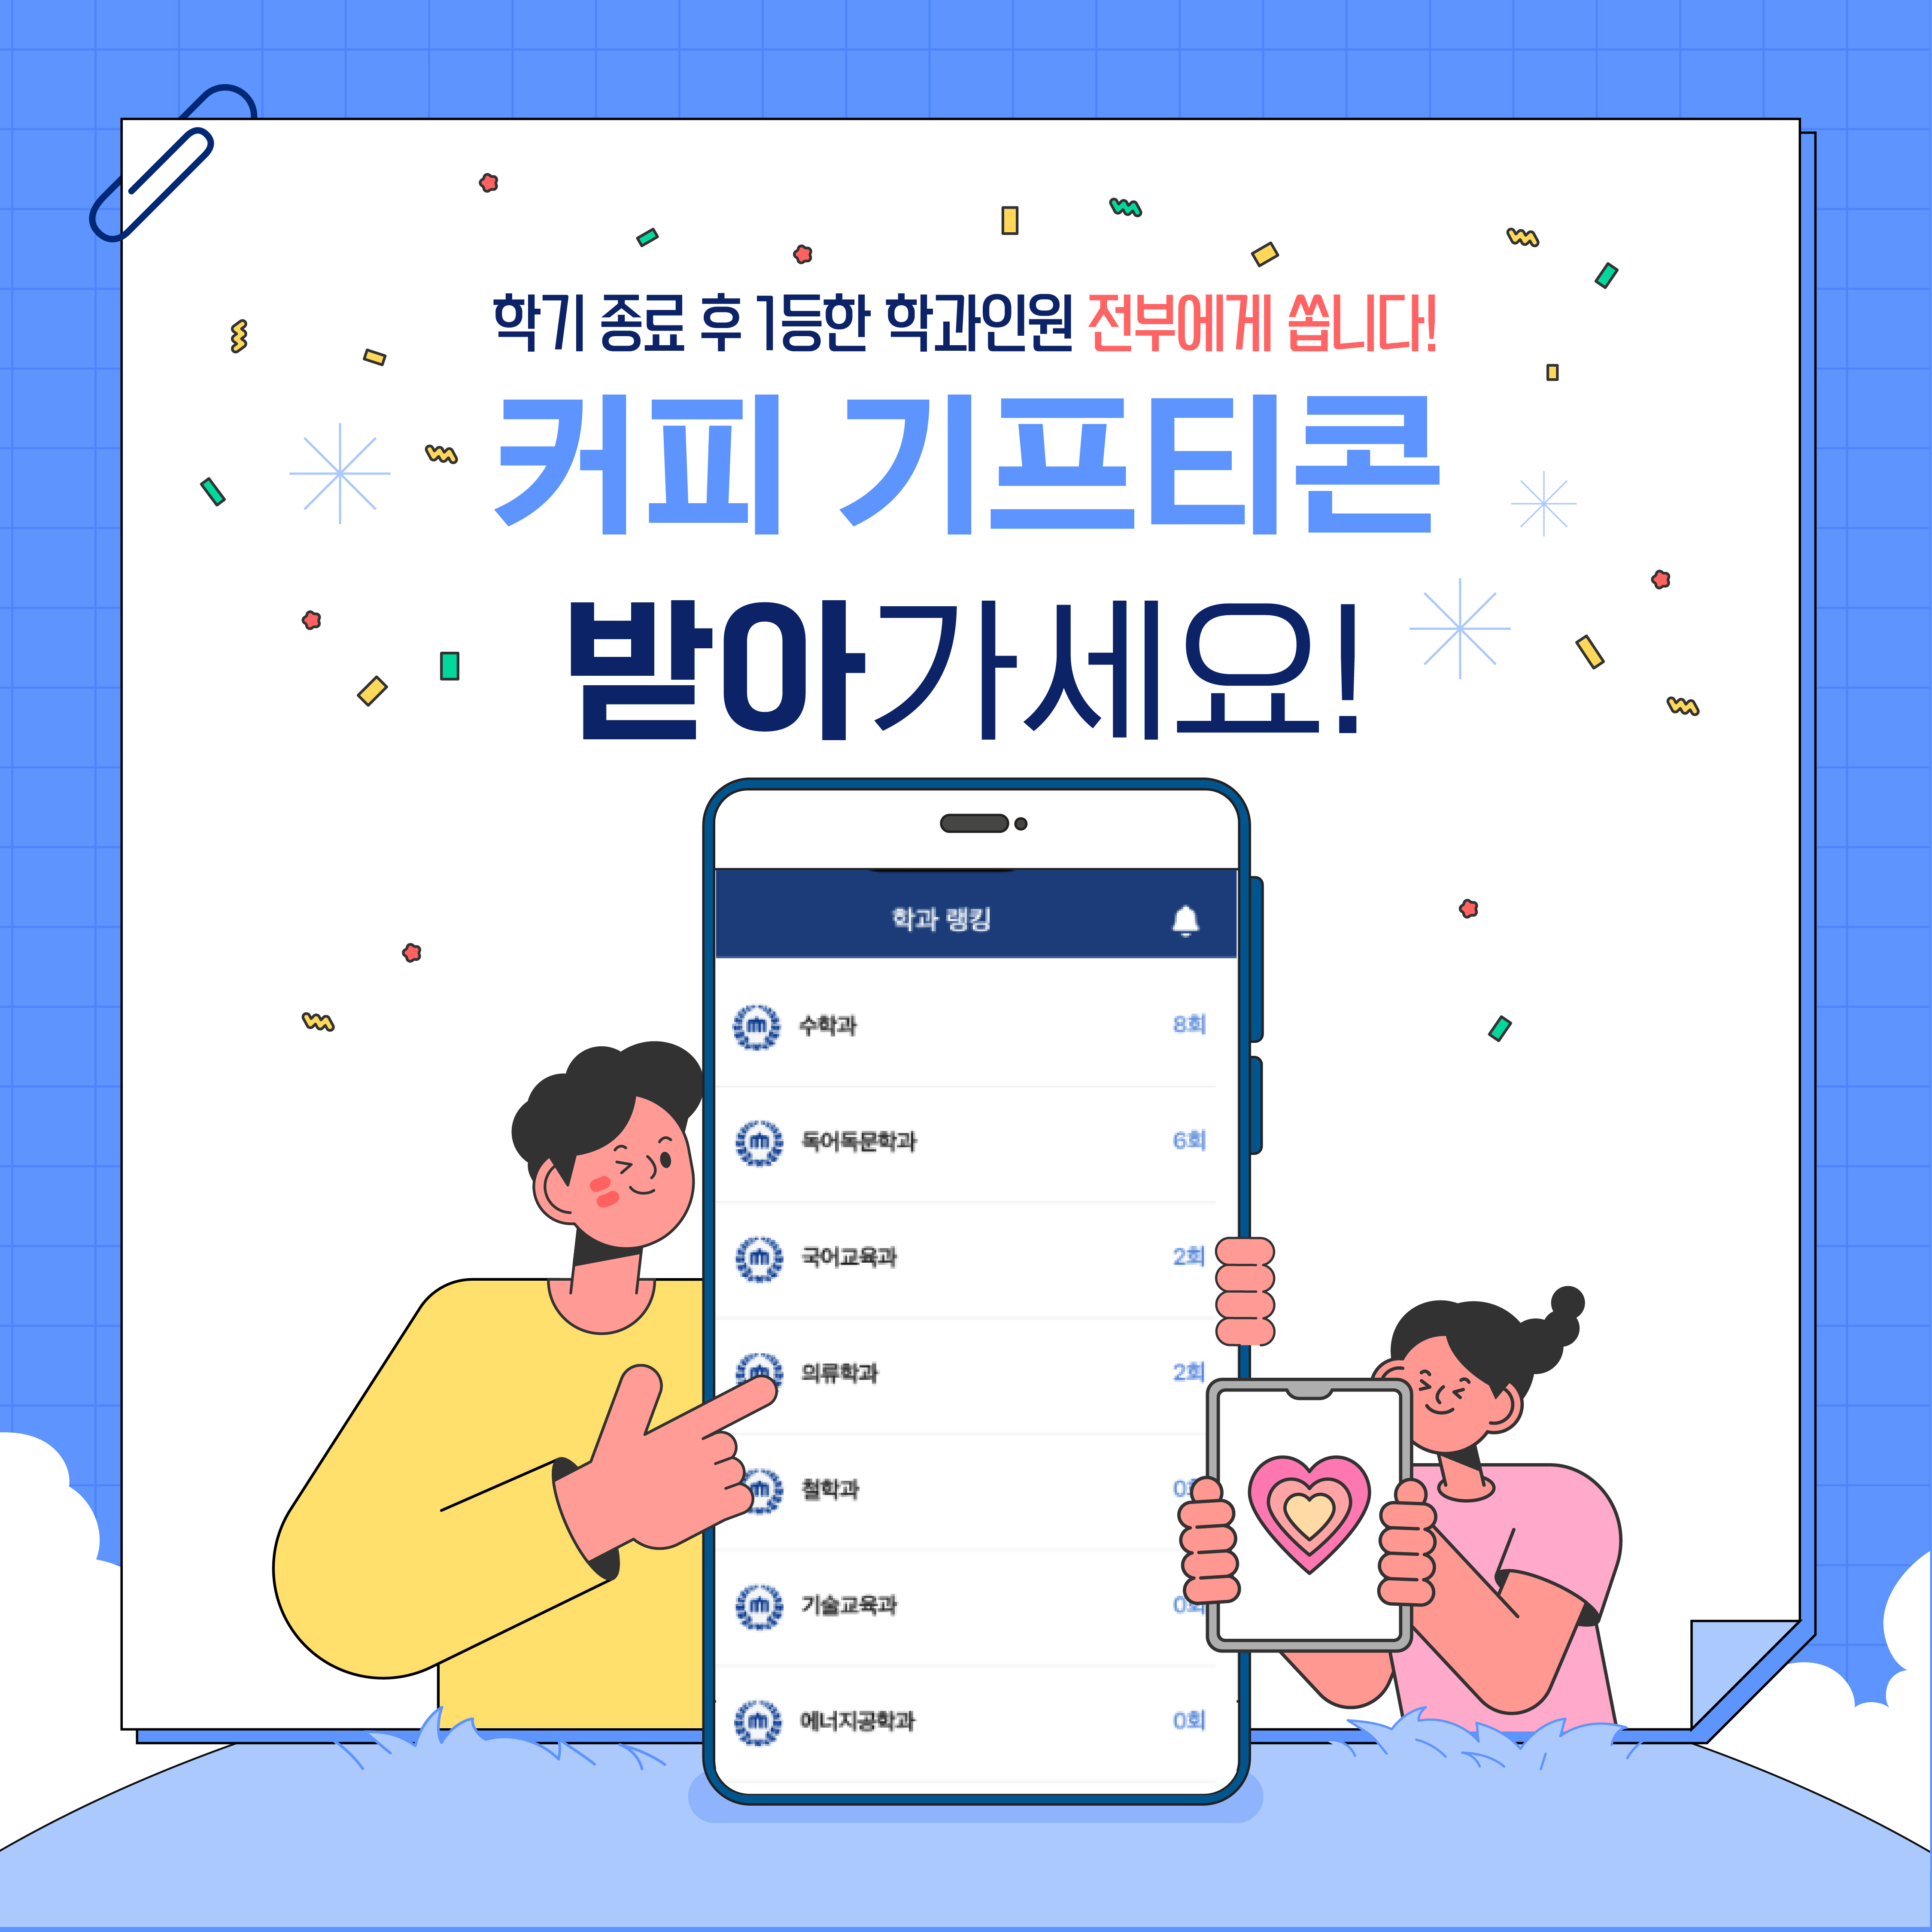 학기 종료 후 1등한 학과인원 전부에게 쏩니다!
커피 기프티콘
받아가세요!
학과 랭킹
수학과 8회
독어독문학과 6회
국어교육과 2회
의류학과 2회
철학과
기술교육과
에너지공학과 0회